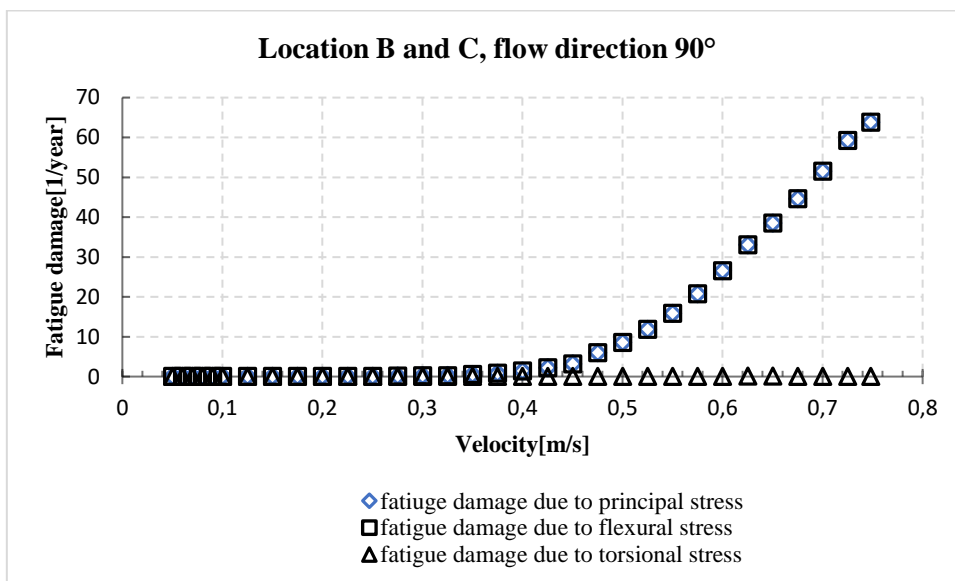 Location B and C, flow direction 90°
Fatigue damage[1/year]
70
60
50
40
30
20
10
0
0
0,1
0,2
0,3
0,4
0,5
0,6
0,7
0,8
Velocity[m/s]
fatiuge damage due to principal stress
fatigue damage due to flexural stress
fatigue damage due to torsional stress